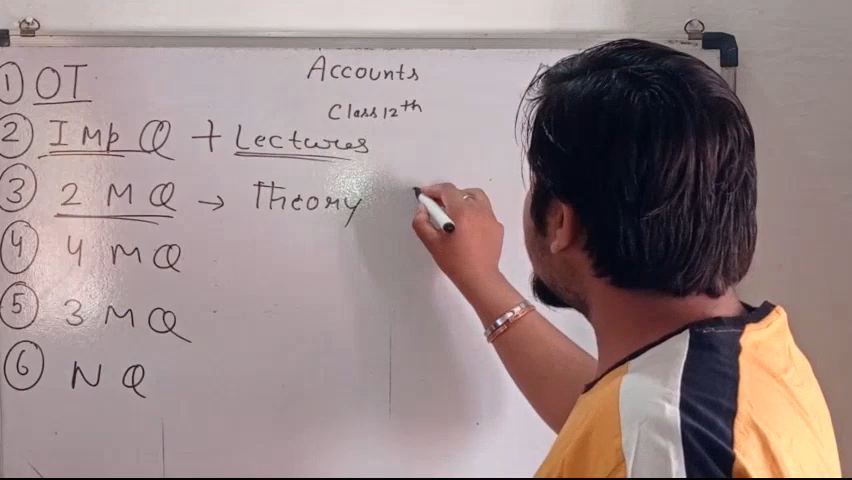 Accounts
Class 12th
① OT
② Imp Q + Lectures
③ 2 M Q → Theory
④ 4 M Q
⑤ 3 M Q
⑥ N Q